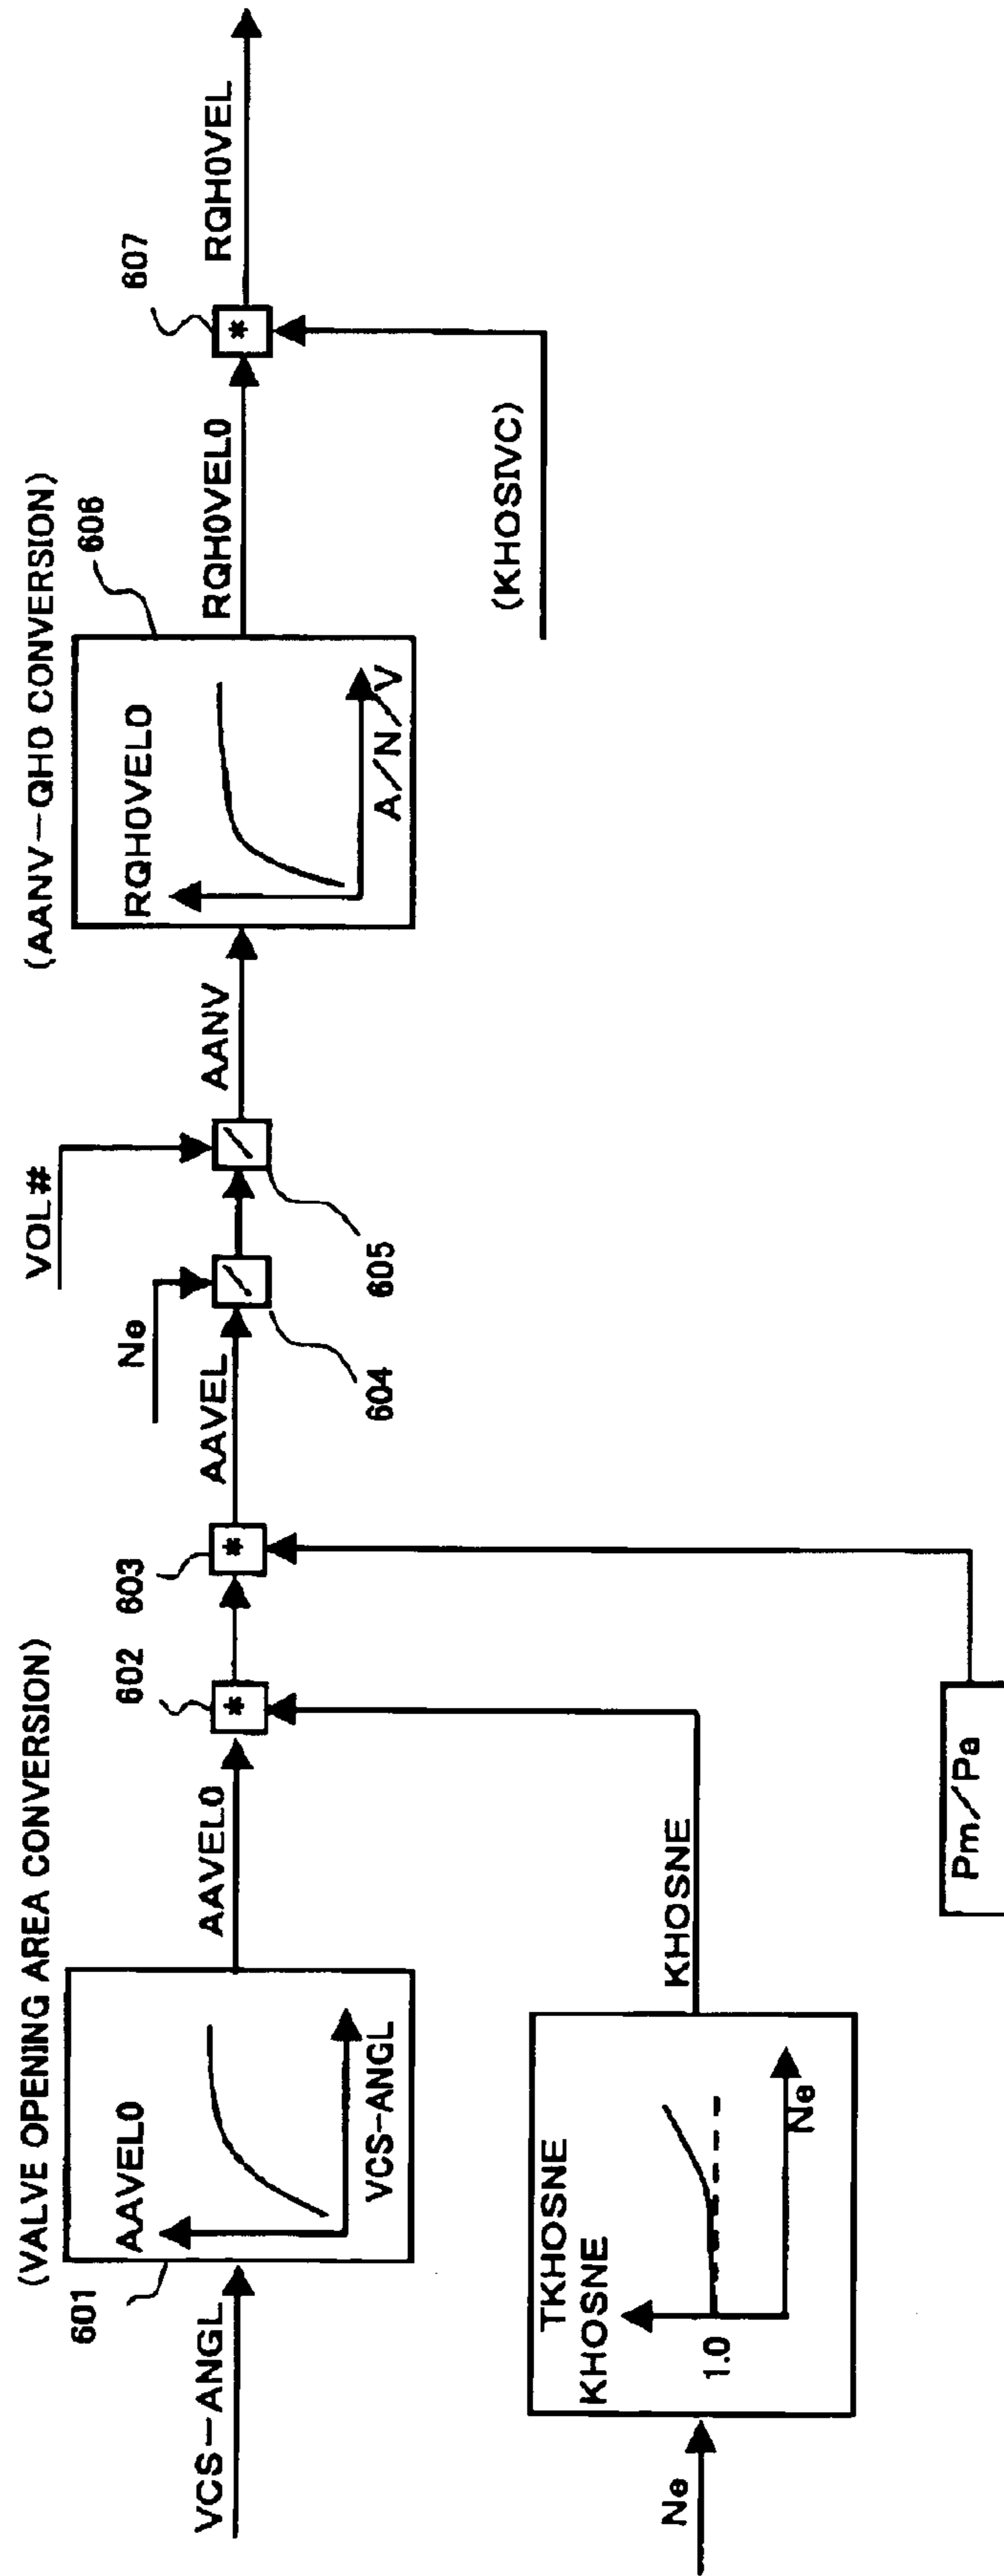 (VALVE OPENING AREA CONVERSION)
601
VCS-ANGL
AAVEL0
VCS-ANGL
AAVEL0
602
*
603
*
AAVEL
Ne
/
604
VOL#
/
605
AANV
(AANV-QH0 CONVERSION)
606
RQH0VEL0
A/N/V
RQH0VEL0
607
*
RQH0VEL
(KHOSIVC)
Ne
TKHOSNE
KHOSNE
1.0
Ne
KHOSNE
Pm/Pa